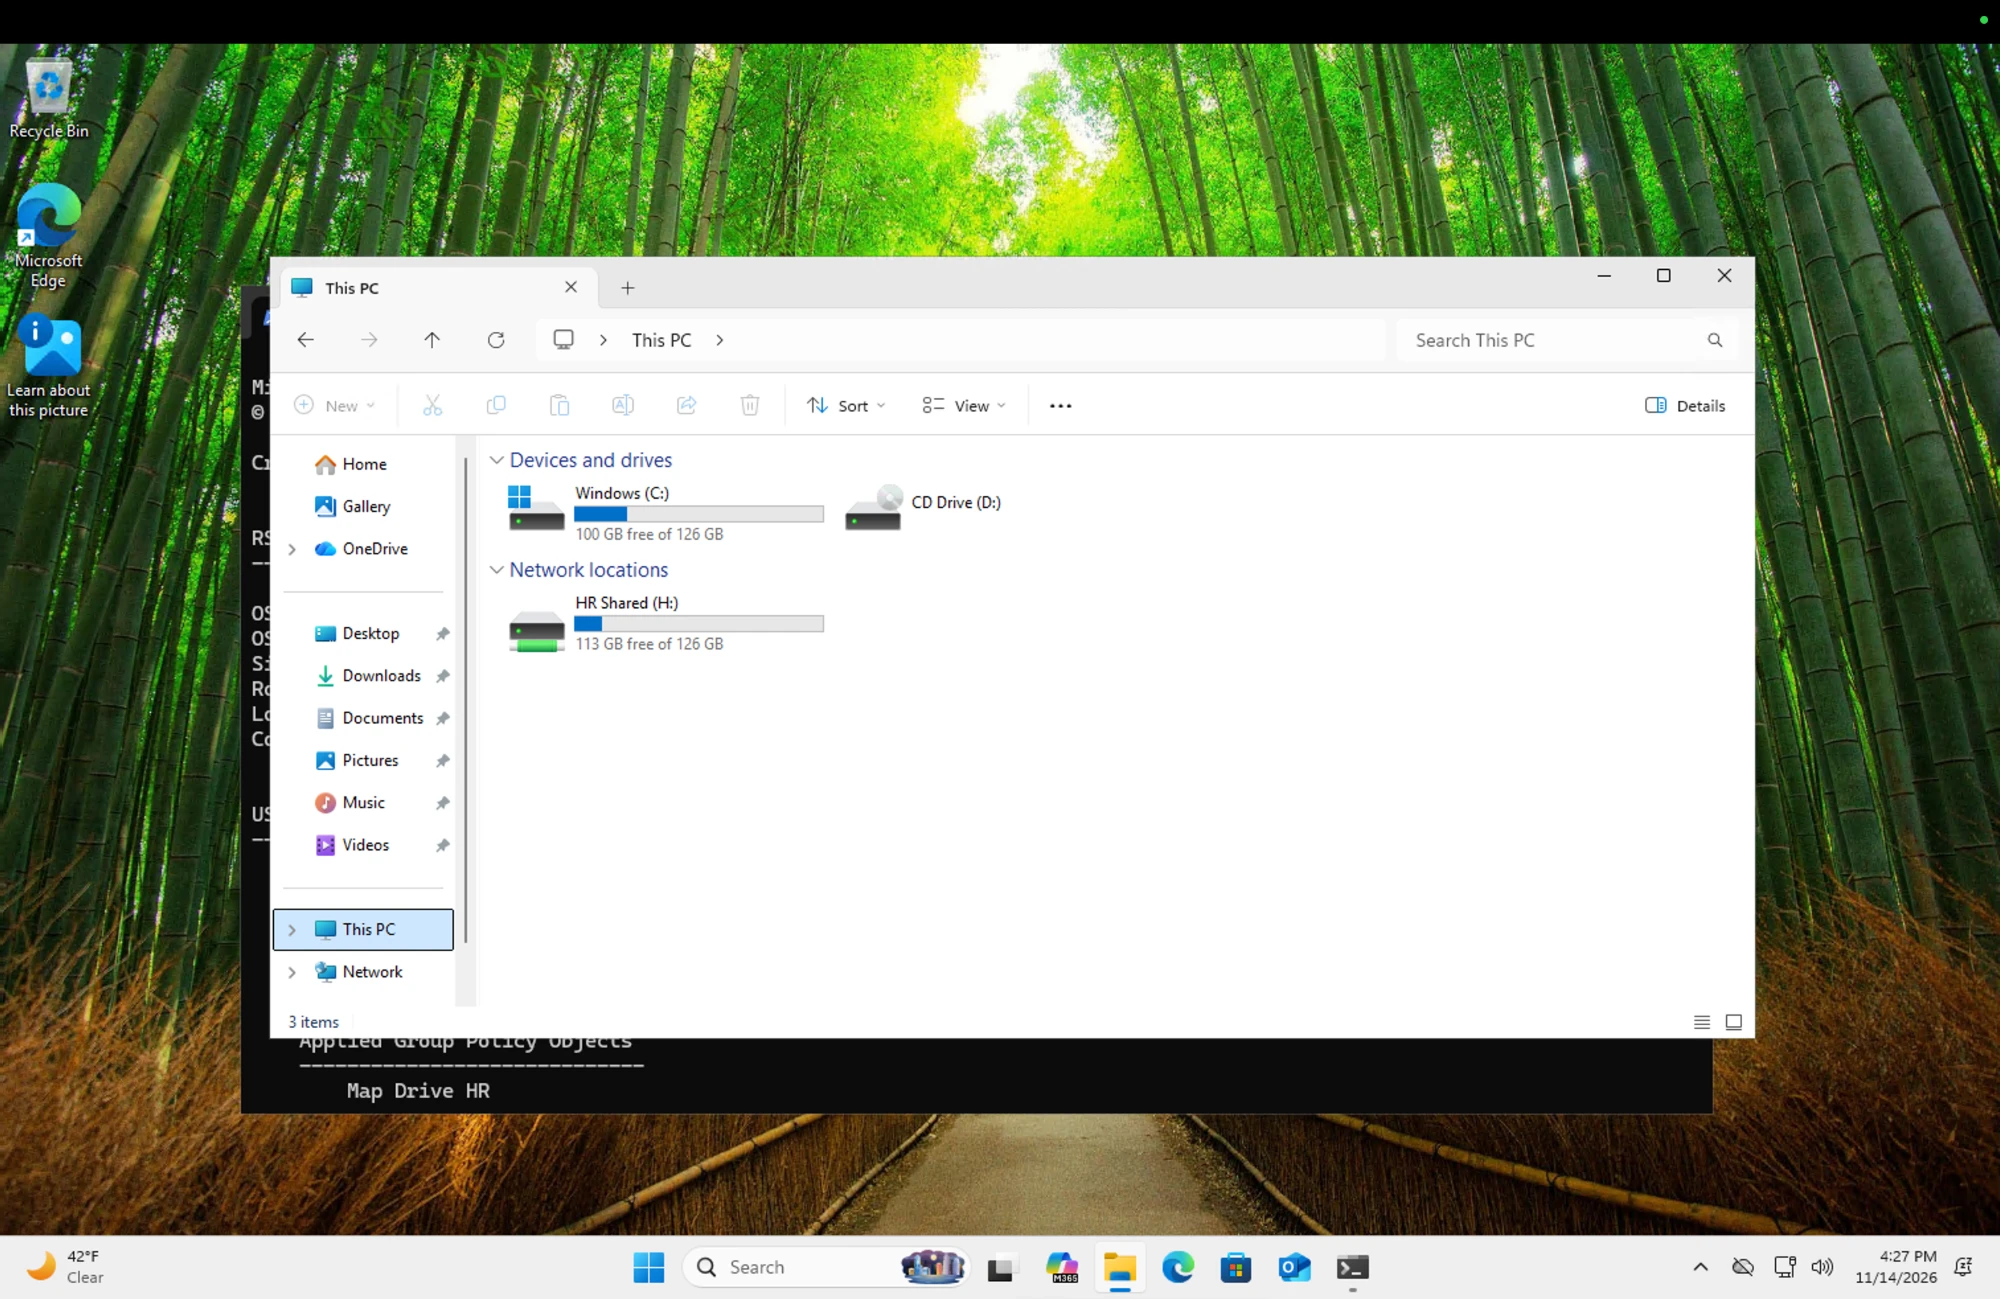 Recycle Bin
Microsoft
Edge
Learn about
this picture
This PC
This PC
Search This PC
New
Sort
View
Details
Home
Gallery
OneDrive
Desktop
Downloads
Documents
Pictures
Music
Videos
This PC
Network
Devices and drives
Windows (C:)
100 GB free of 126 GB
CD Drive (D:)
Network locations
HR Shared (H:)
113 GB free of 126 GB
3 items
Applied Group Policy Objects
Map Drive HR
42°F
Clear
Search
M365
4:27 PM
11/14/2026